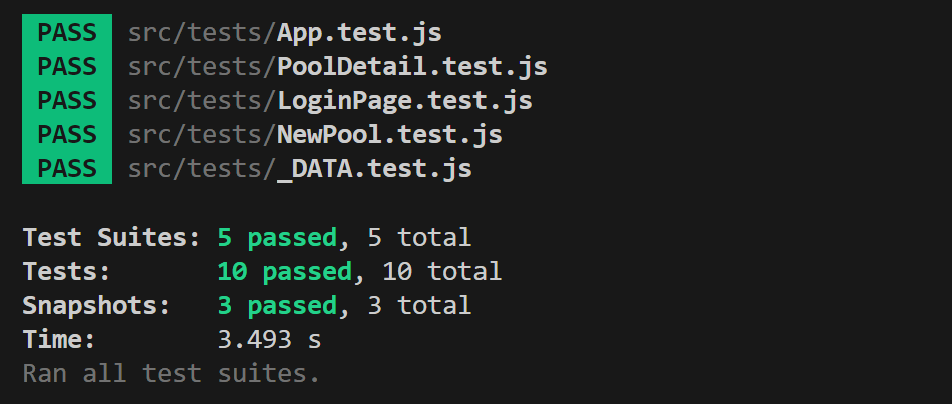 PASS src/tests/App.test.js
PASS src/tests/PoolDetail.test.js
PASS src/tests/LoginPage.test.js
PASS src/tests/NewPool.test.js
PASS src/tests/_DATA.test.js
Test Suites: 5 passed, 5 total
Tests: 10 passed, 10 total
Snapshots: 3 passed, 3 total
Time: 3.493 s
Ran all test suites.